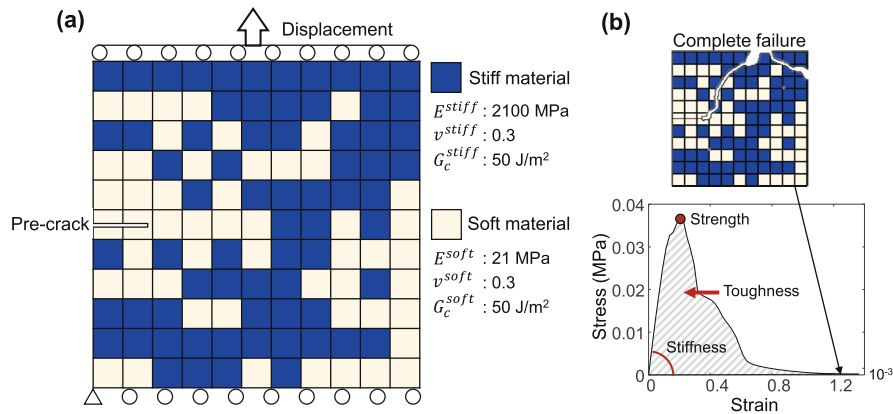 (a)
Displacement
Stiff material
E^stiff : 2100 MPa
v^stiff : 0.3
G_c^stiff : 50 J/m²
Pre-crack
Soft material
E^soft : 21 MPa
v^soft : 0.3
G_c^soft : 50 J/m²
(b)
Complete failure
0.04
0.03
0.02
0.01
0
Stress (MPa)
Strength
Toughness
Stiffness
0
0.4
0.8
1.2
10⁻³
Strain